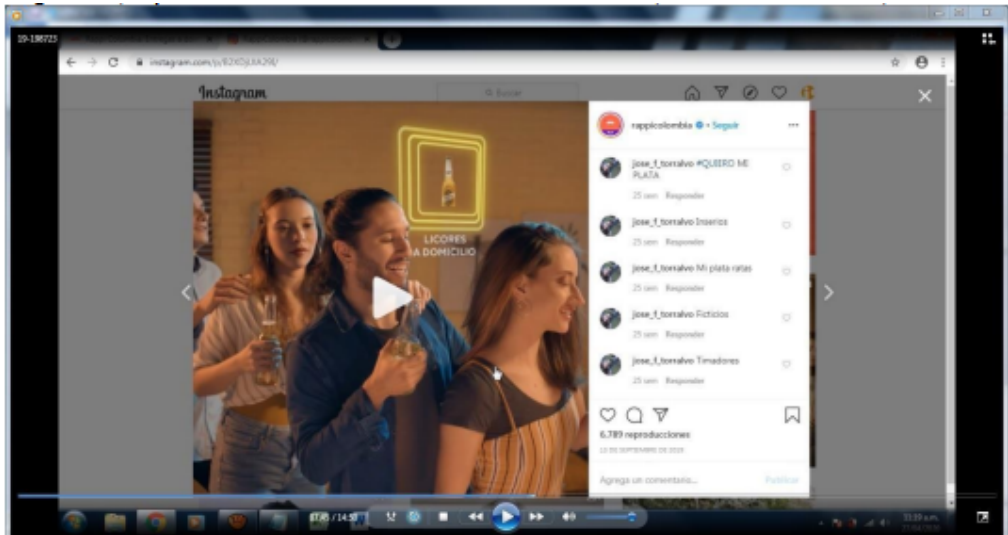 19-198723
instagram.com/p/
Instagram
Buscar
rappicolombia • Seguir
jose_f_torralvo #QUIERO MI
PLATA
25 sem Responder
jose_f_torralvo Inserios
25 sem Responder
jose_f_torralvo Mi plata ratas
25 sem Responder
jose_f_torralvo Ficticios
25 sem Responder
jose_f_torralvo Timadores
25 sem Responder
LICORES
A DOMICILIO
6,789 reproducciones
Agrega un comentario... Publicar